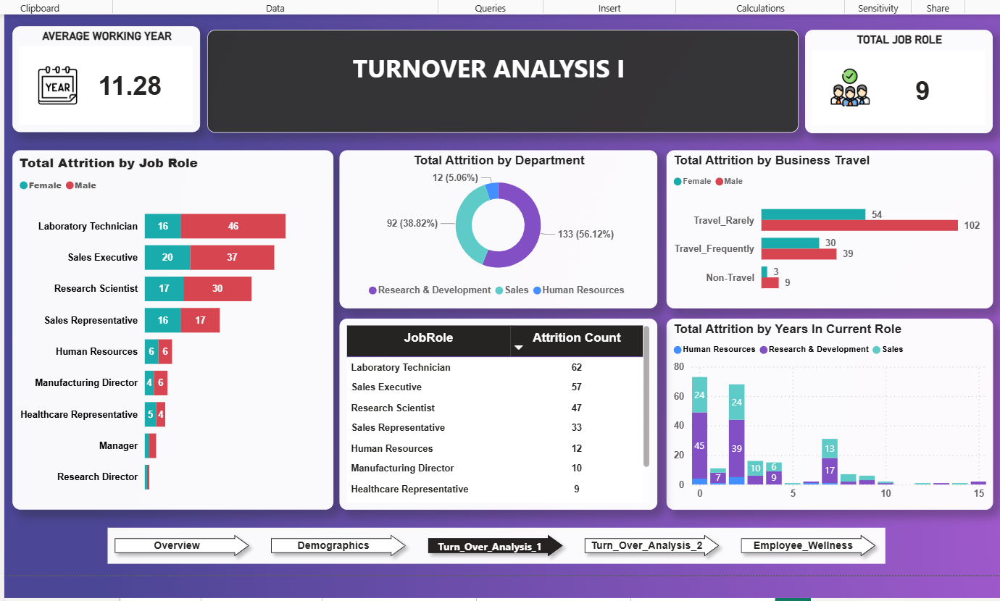 Clipboard Data Queries Insert Calculations Sensitivity Share
AVERAGE WORKING YEAR
YEAR
11.28
TURNOVER ANALYSIS I
TOTAL JOB ROLE
9
Total Attrition by Job Role
Female Male
Laboratory Technician 16 46
Sales Executive 20 37
Research Scientist 17 30
Sales Representative 16 17
Human Resources 6 6
Manufacturing Director 4 6
Healthcare Representative 5 4
Manager
Research Director
Total Attrition by Department
12 (5.06%)
92 (38.82%)
133 (56.12%)
Research & Development Sales Human Resources
Total Attrition by Business Travel
Female Male
Travel_Rarely 54
102
Travel_Frequently 30
39
Non-Travel 3
9
JobRole Attrition Count
Laboratory Technician 62
Sales Executive 57
Research Scientist 47
Sales Representative 33
Human Resources 12
Manufacturing Director 10
Healthcare Representative 9
Total Attrition by Years In Current Role
Human Resources Research & Development Sales
80
60
40
20
0
24
45
7
24
39
10
6
9
13
17
0 5 10 15
Overview Demographics Turn_Over_Analysis_1 Turn_Over_Analysis_2 Employee_Wellness